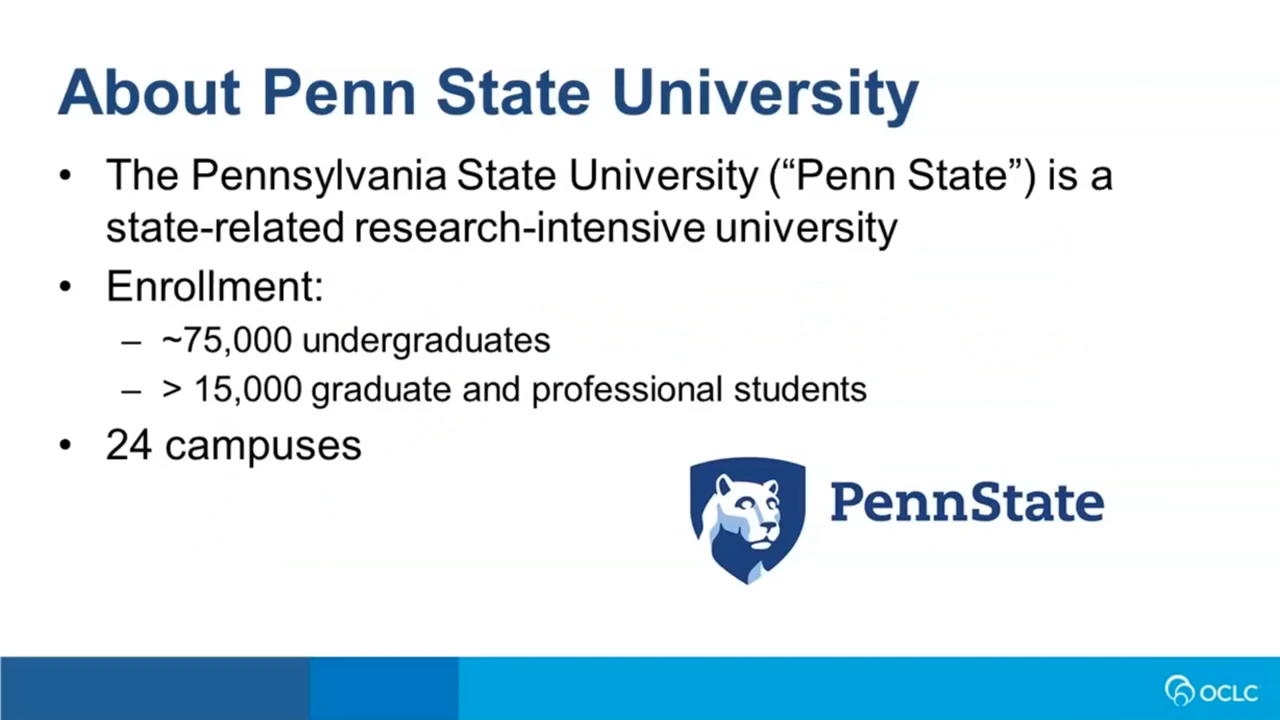 About Penn State University
• The Pennsylvania State University (“Penn State”) is a
state-related research-intensive university
• Enrollment:
– ~75,000 undergraduates
– > 15,000 graduate and professional students
• 24 campuses
PennState
OCLC